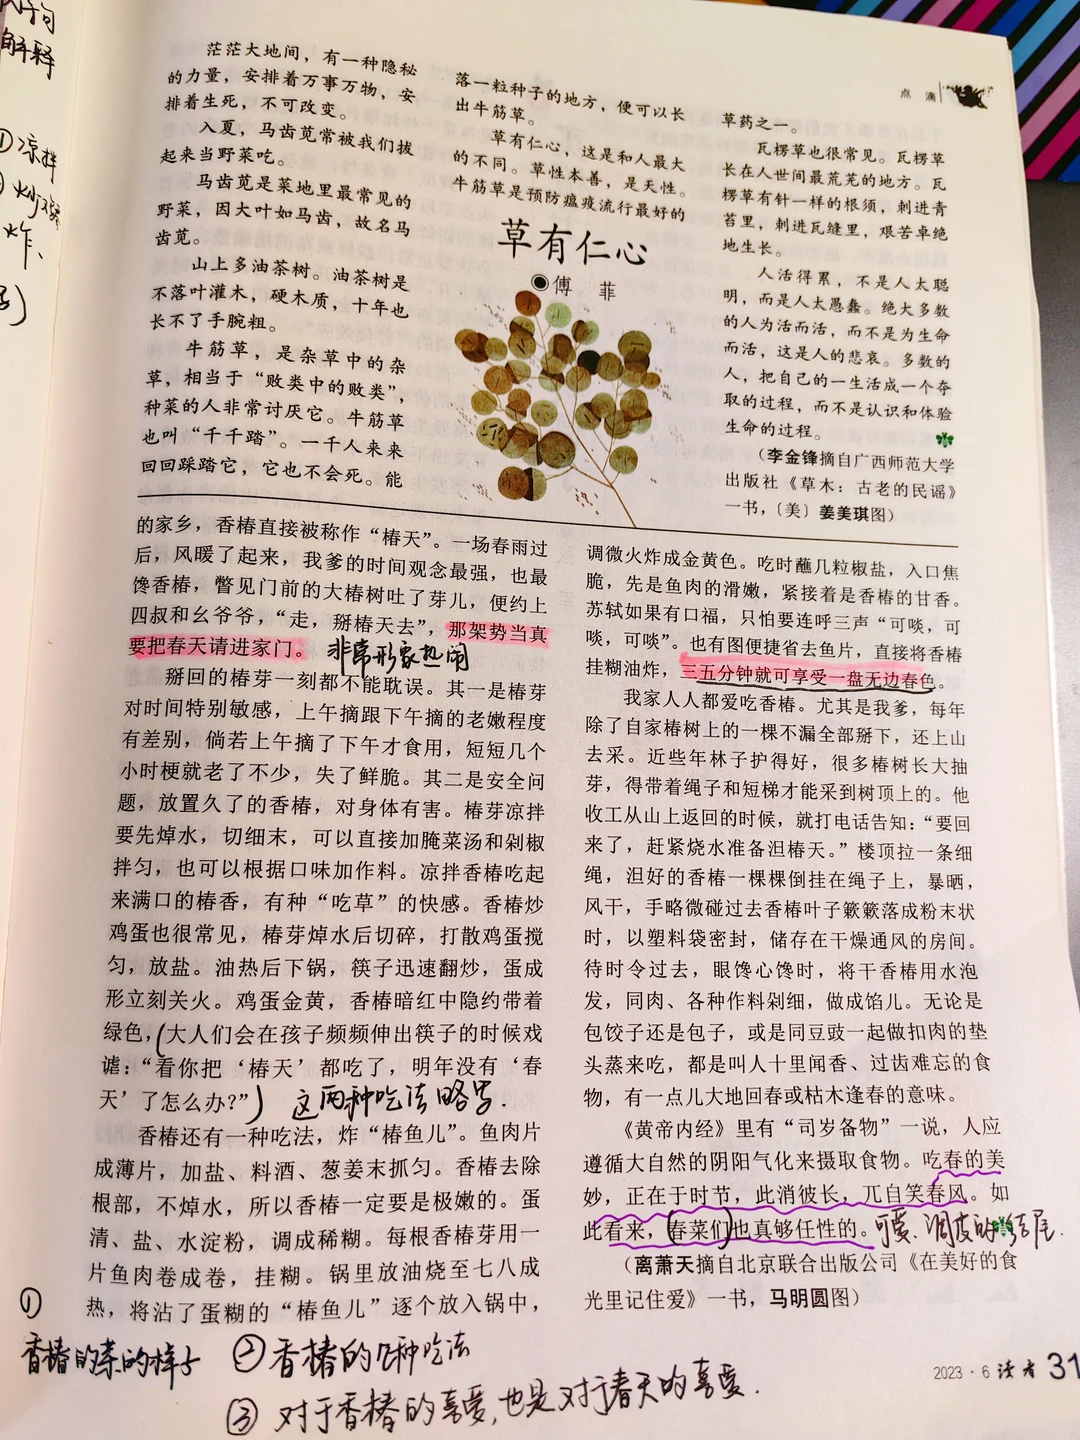 点 滴
茫茫大地间，有一种隐秘
的力量，安排着万事万物，安
排着生死，不可改变。
入夏，马齿苋常被我们拔
起来当野菜吃。
马齿苋是菜地里最常见的
野菜，因大叶如马齿，故名马
齿苋。
山上多油茶树。油茶树是
不落叶灌木，硬木质，十年也
长不了手腕粗。
牛筋草，是杂草中的杂
草，相当于“败类中的败类”，
种菜的人非常讨厌它。牛筋草
也叫“千千踏”。一千人来来
回回踩踏它，它也不会死。能
落一粒种子的地方，便可以长
出牛筋草。
草有仁心，这是和人最大
的不同。草性本善，是天性。
牛筋草是预防瘟疫流行最好的
草有仁心
◉傅 菲
草药之一。
瓦楞草也很常见。瓦楞草
长在人世间最荒芜的地方。瓦
楞草有针一样的根须，刺进青
苔里，刺进瓦缝里，艰苦卓绝
地生长。
人活得累，不是人太聪
明，而是人太愚蠢。绝大多数
的人为活而活，而不是为生命
而活，这是人的悲哀。多数的
人，把自己的一生活成一个夺
取的过程，而不是认识和体验
生命的过程。
（李金锋摘自广西师范大学
出版社《草木：古老的民谣》
一书，〔美〕姜美琪图）
的家乡，香椿直接被称作“椿天”。一场春雨过
后，风暖了起来，我爹的时间观念最强，也最
馋香椿，瞥见门前的大椿树吐了芽儿，便约上
四叔和幺爷爷，“走，掰椿天去”，那架势当真
要把春天请进家门。
非常形象热闹
掰回的椿芽一刻都不能耽误。其一是椿芽
对时间特别敏感，上午摘跟下午摘的老嫩程度
有差别，倘若上午摘了下午才食用，短短几个
小时梗就老了不少，失了鲜脆。其二是安全问
题，放置久了的香椿，对身体有害。椿芽凉拌
要先焯水，切细末，可以直接加腌菜汤和剁椒
拌匀，也可以根据口味加作料。凉拌香椿吃起
来满口的椿香，有种“吃草”的快感。香椿炒
鸡蛋也很常见，椿芽焯水后切碎，打散鸡蛋搅
匀，放盐。油热后下锅，筷子迅速翻炒，蛋成
形立刻关火。鸡蛋金黄，香椿暗红中隐约带着
绿色，（大人们会在孩子频频伸出筷子的时候戏
谑：“看你把‘椿天’都吃了，明年没有‘春
天’了怎么办？”）
这两种吃法略写.
香椿还有一种吃法，炸“椿鱼儿”。鱼肉片
成薄片，加盐、料酒、葱姜末抓匀。香椿去除
根部，不焯水，所以香椿一定要是极嫩的。蛋
清、盐、水淀粉，调成稀糊。每根香椿芽用一
片鱼肉卷成卷，挂糊。锅里放油烧至七八成
热，将沾了蛋糊的“椿鱼儿”逐个放入锅中，
调微火炸成金黄色。吃时蘸几粒椒盐，入口焦
脆，先是鱼肉的滑嫩，紧接着是香椿的甘香。
苏轼如果有口福，只怕要连呼三声“可啖，可
啖，可啖”。也有图便捷省去鱼片，直接将香椿
挂糊油炸，三五分钟就可享受一盘无边春色。
我家人人都爱吃香椿。尤其是我爹，每年
除了自家椿树上的一棵不漏全部掰下，还上山
去采。近些年林子护得好，很多椿树长大抽
芽，得带着绳子和短梯才能采到树顶上的。他
收工从山上返回的时候，就打电话告知：“要回
来了，赶紧烧水准备泹椿天。”楼顶拉一条细
绳，泹好的香椿一棵棵倒挂在绳子上，暴晒，
风干，手略微碰过去香椿叶子簌簌落成粉末状
时，以塑料袋密封，储存在干燥通风的房间。
待时令过去，眼馋心馋时，将干香椿用水泡
发，同肉、各种作料剁细，做成馅儿。无论是
包饺子还是包子，或是同豆豉一起做扣肉的垫
头蒸来吃，都是叫人十里闻香、过齿难忘的食
物，有一点儿大地回春或枯木逢春的意味。
《黄帝内经》里有“司岁备物”一说，人应
遵循大自然的阴阳气化来摄取食物。吃春的美
妙，正在于时节，此消彼长，兀自笑春风。如
此看来，（春菜们）也真够任性的。
可爱、调皮的结尾.
（离萧天摘自北京联合出版公司《在美好的食
光里记住爱》一书，马明圆图）
解释
①凉拌
炸、
①
香椿的菜的样子
②香椿的几种吃法
③对于香椿的喜爱,也是对于春天的喜爱.
2023·6 读者 31